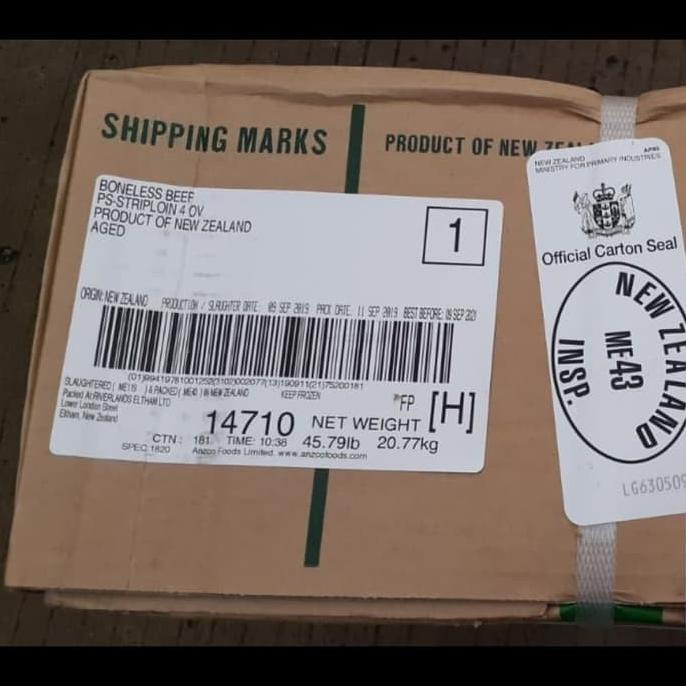 SHIPPING MARKS
PRODUCT OF NEW
BONELESS BEEF
PS-STRIPLOIN 4 OV
PRODUCT OF NEW ZEALAND
AGED
1
ORIGIN: NEW ZEALAND PRODUCTION / SLAUGHTER DATE: 09 SEP 2019 PACK DATE: 11 SEP 2019 BEST BEFORE: 09 SEP 2021
KEEP FROZEN
Packed At:RIVERLANDS ELTHAM LTD
Lower London Street
Eltham, New Zealand
*FP [H]
14710 NET WEIGHT
CTN: 181 TIME: 10:36 45.79lb 20.77kg
SPEC 1820 Anzco Foods Limited. www.anzcofoods.com
NEW ZEALAND
MINISTRY FOR PRIMARY INDUSTRIES
Official Carton Seal
NEW ZEALAND
ME43
INSP.
LG630509